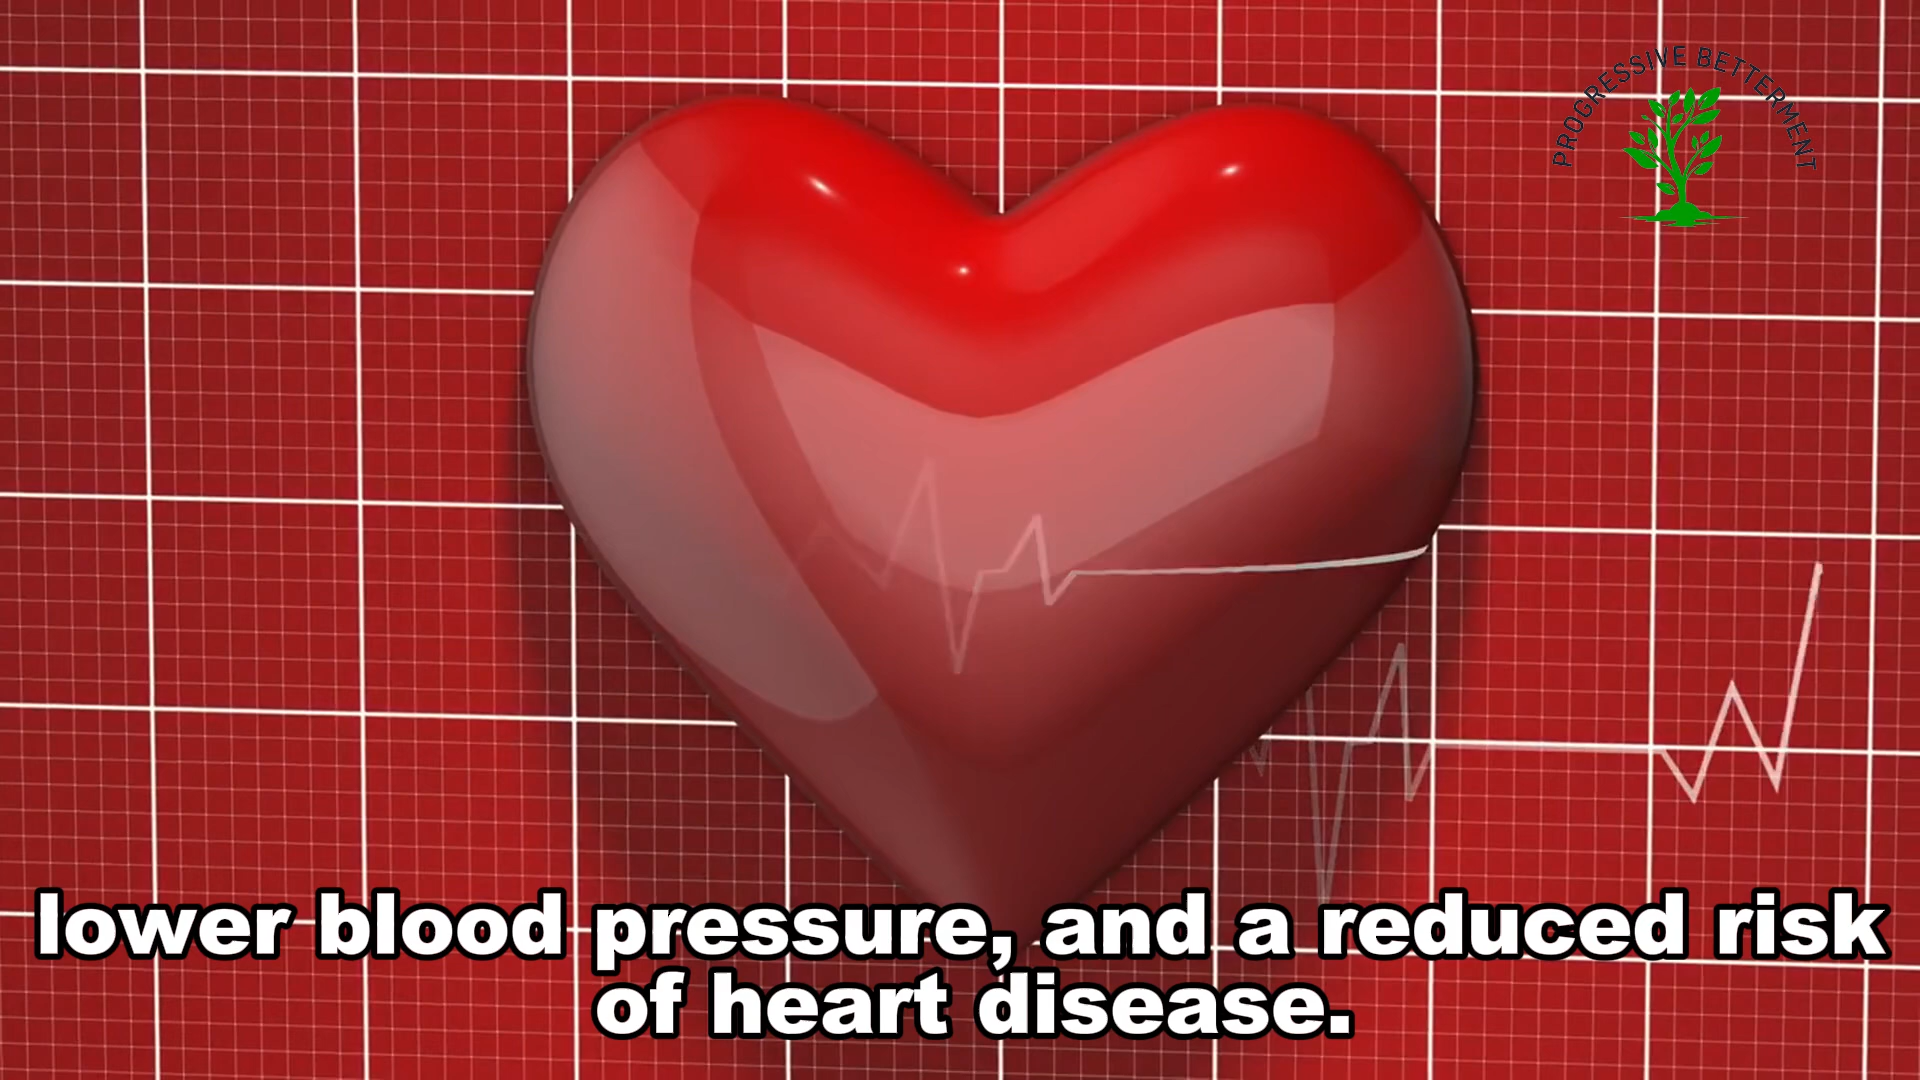 PROGRESSIVE BETTERMENT
lower blood pressure, and a reduced risk
of heart disease.